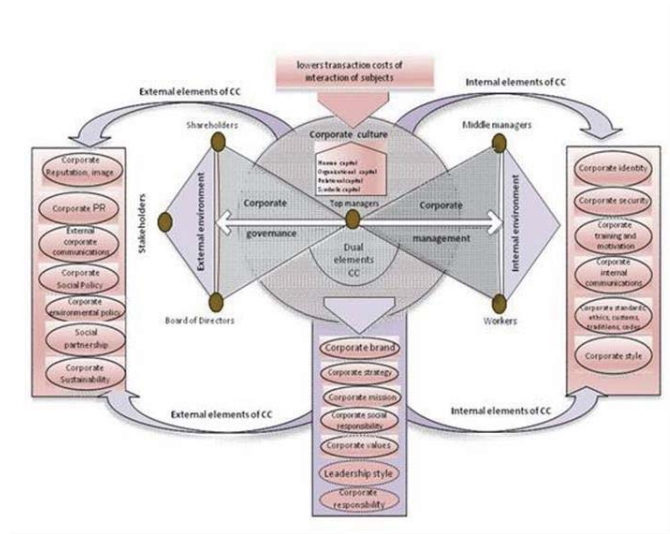 lowers transaction costs of
interaction of subjects
External elements of CC
Internal elements of CC
Shareholders
Corporate culture
Middle managers
Human capital
Organizational capital
Relational capital
Symbolic capital
Top managers
Stakeholders
External environment
Corporate
governance
Corporate
management
Internal environment
Dual
elements
CC
Board of Directors
Workers
Corporate
Reputation, image
Corporate PR
External
corporate
communications
Corporate
Social Policy
Corporate
environmental policy
Social
partnership
Corporate
Sustainability
Corporate identity
Corporate security
Corporate
training and
motivation
Corporate
internal
communications
Corporate standards,
ethics, customs,
traditions, codes
Corporate style
External elements of CC
Internal elements of CC
Corporate brand
Corporate strategy
Corporate mission
Corporate social
responsibility
Corporate values
Leadership style
Corporate
responsibility